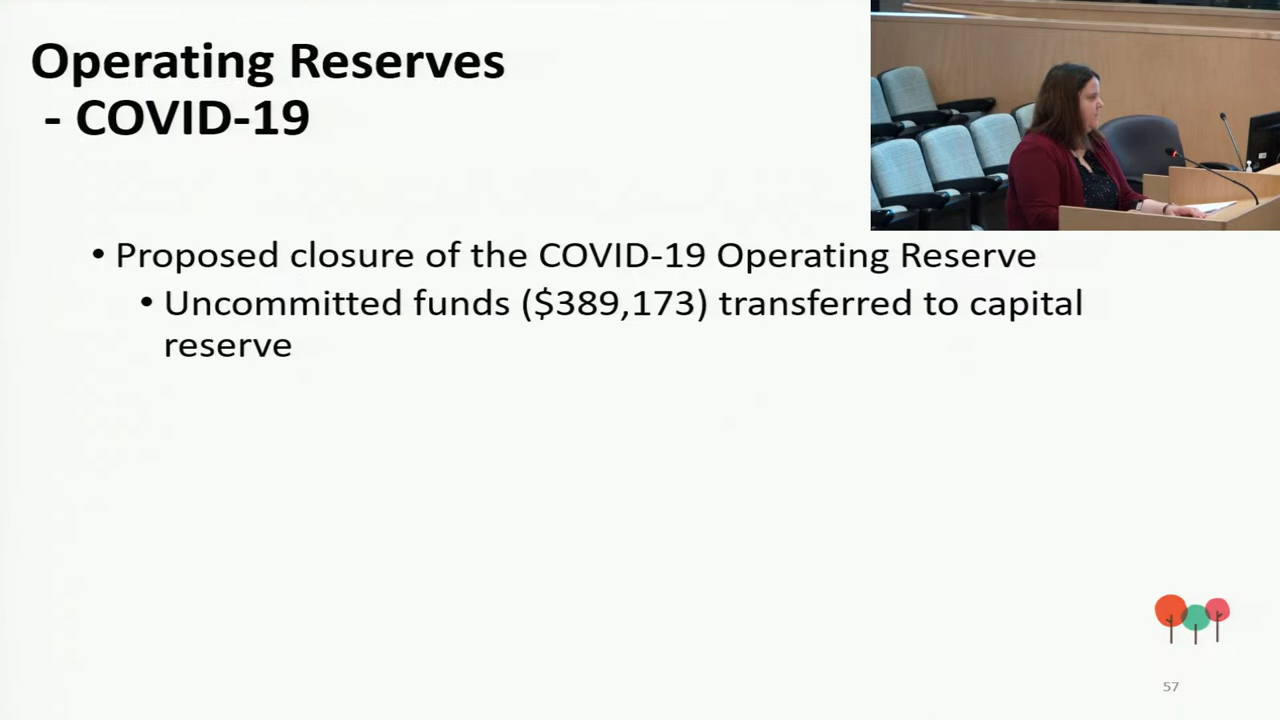 Operating Reserves
- COVID-19
• Proposed closure of the COVID-19 Operating Reserve
• Uncommitted funds ($389,173) transferred to capital
reserve
57